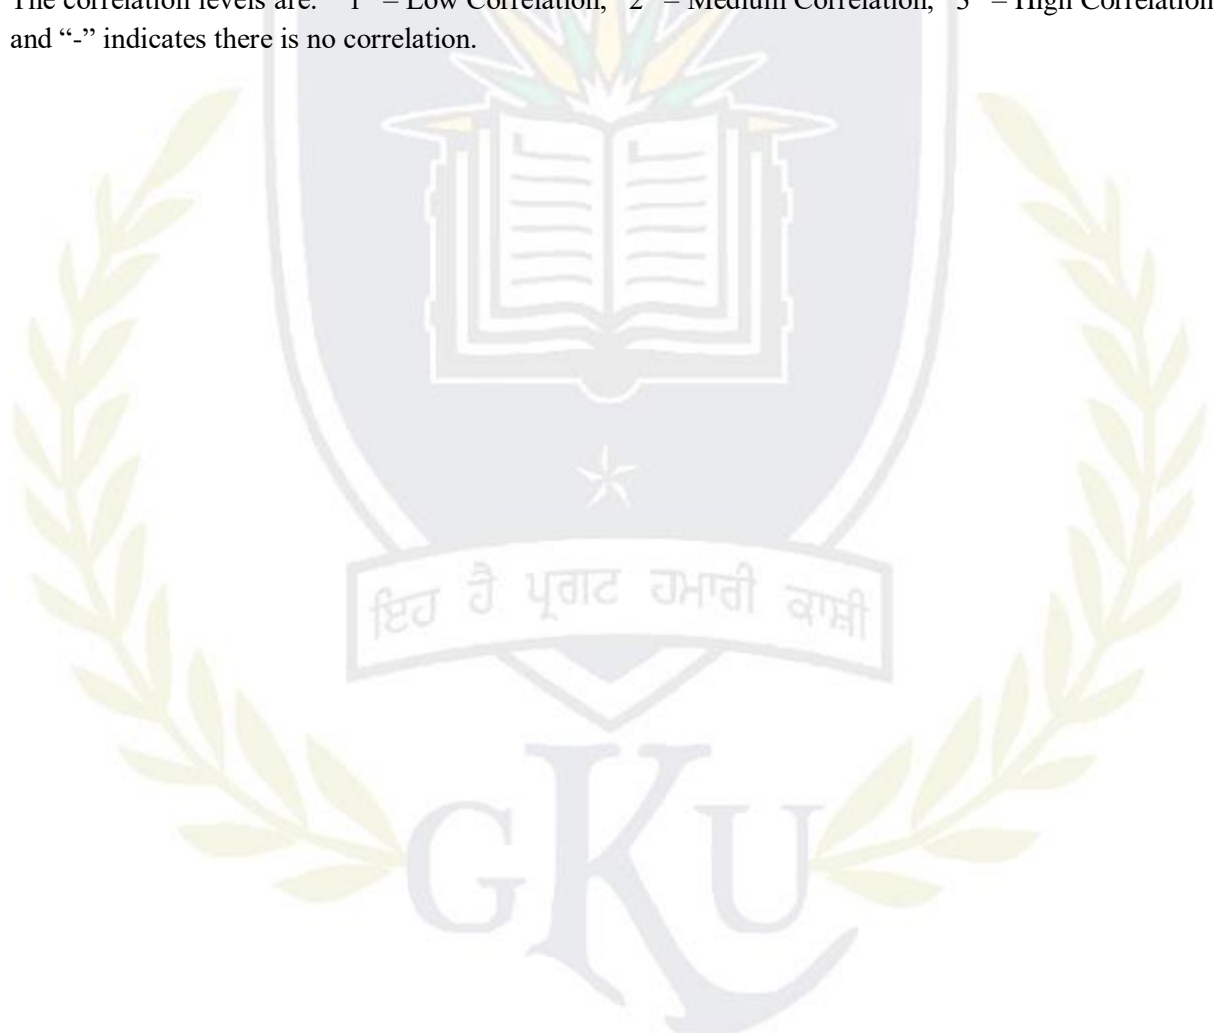 The correlation levels are: “1” – Low Correlation, “2” – Medium Correlation, “3” – High Correlation
and “-” indicates there is no correlation.
ਇਹ ਹੈ ਪ੍ਰਗਟ ਹਮਾਰੀ ਕਾਸ਼ੀ
GKU